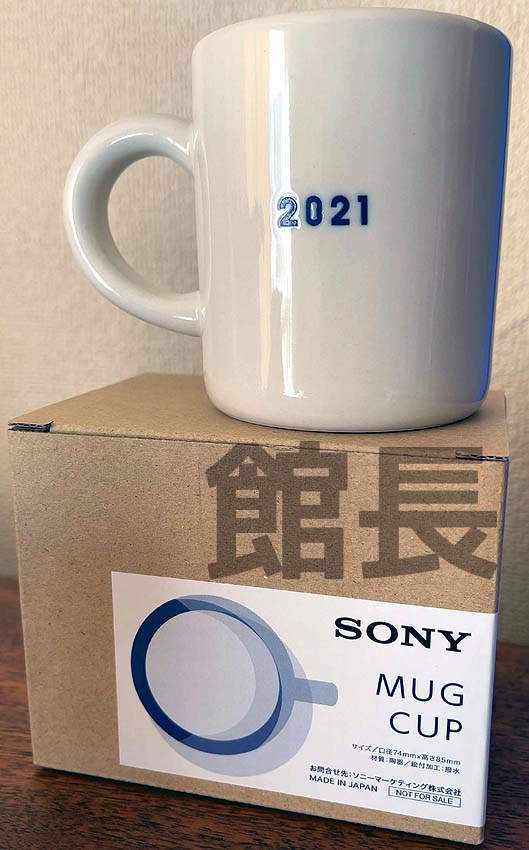 2021
館長
SONY
MUG
CUP
サイズ／口径74mm×高さ85mm
材質：陶器／絵付加工：撥水
お問合せ先：ソニーマーケティング株式会社
MADE IN JAPAN NOT FOR SALE